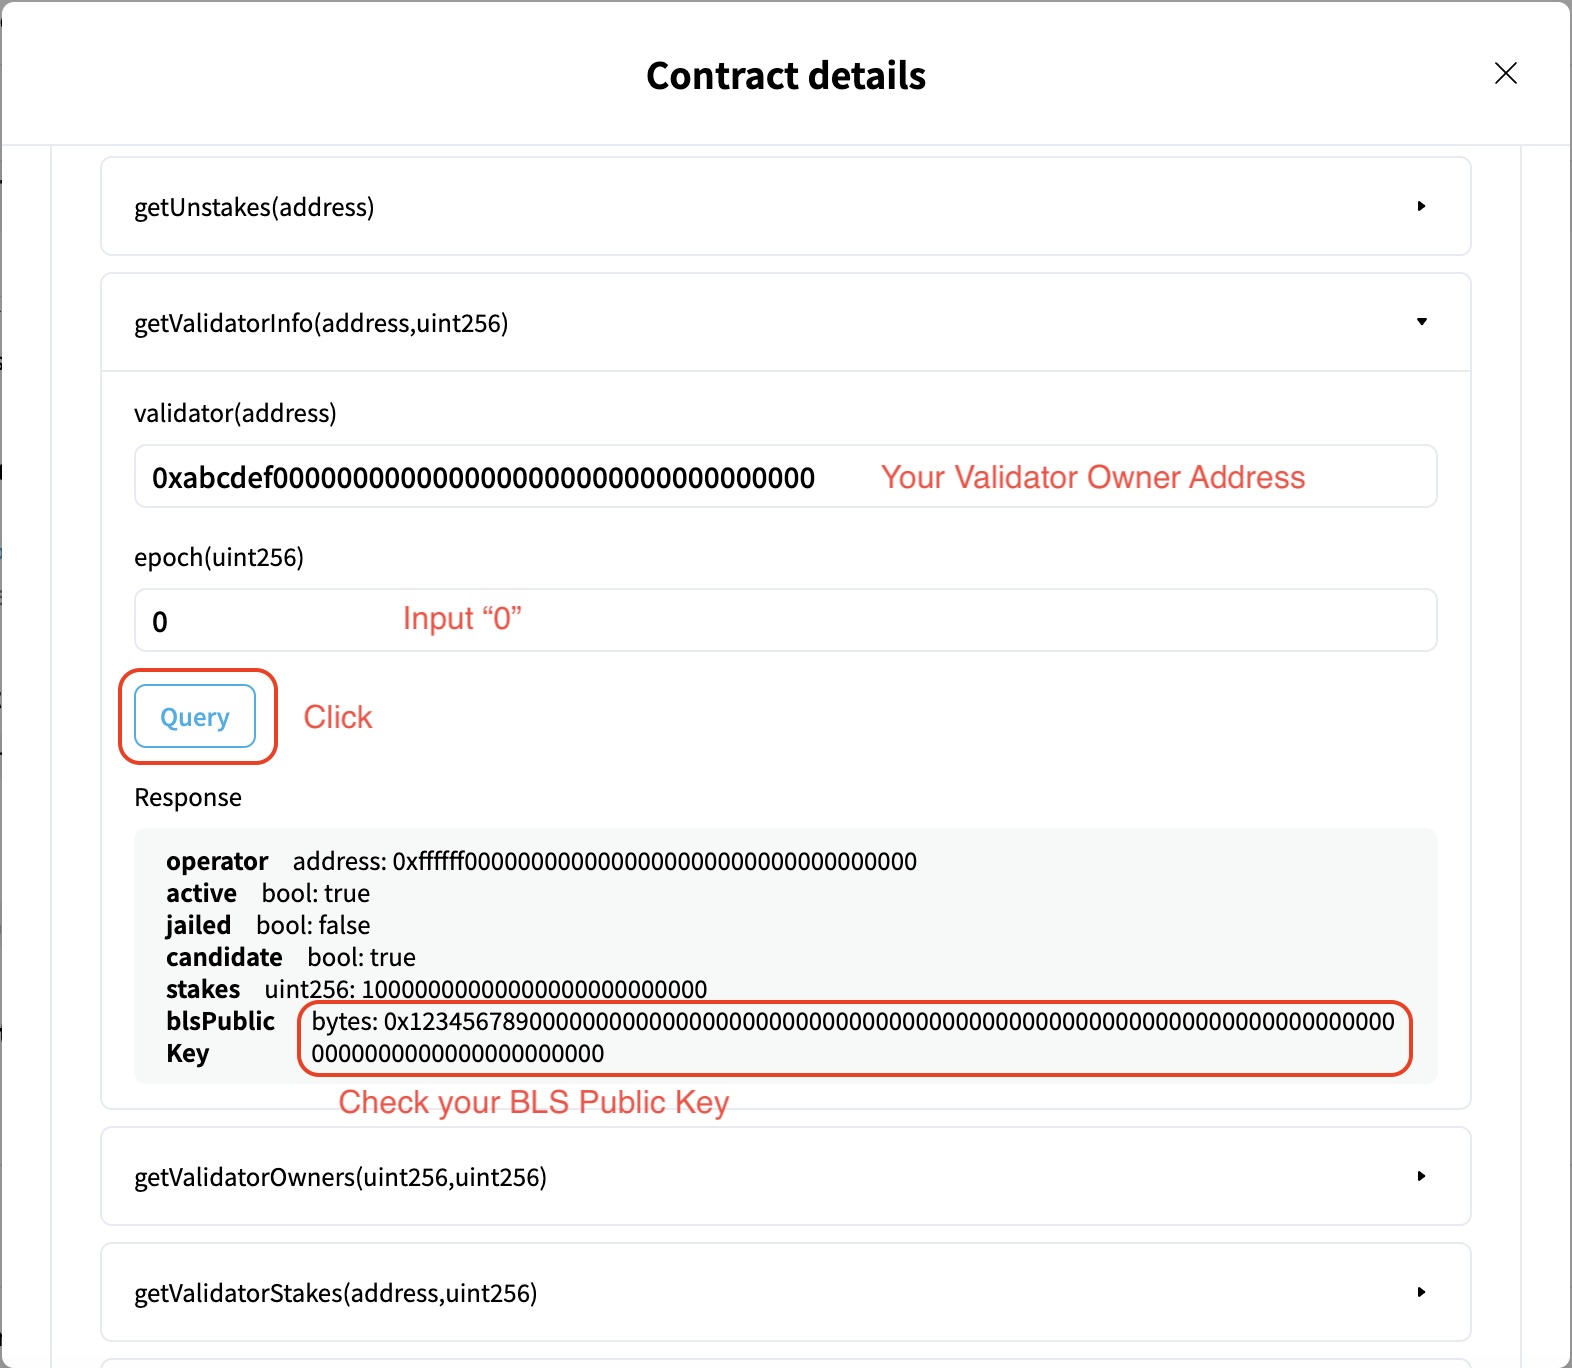 Contract details
getUnstakes(address)
getValidatorInfo(address,uint256)
validator(address)
0xabcdef0000000000000000000000000000000000 Your Validator Owner Address
epoch(uint256)
0 Input “0”
Query Click
Response
operator address: 0xffffff0000000000000000000000000000000000
active bool: true
jailed bool: false
candidate bool: true
stakes uint256: 10000000000000000000000000
blsPublic bytes: 0x12345678900000000000000000000000000000000000000000000000000000000000000000
Key 0000000000000000000000
Check your BLS Public Key
getValidatorOwners(uint256,uint256)
getValidatorStakes(address,uint256)